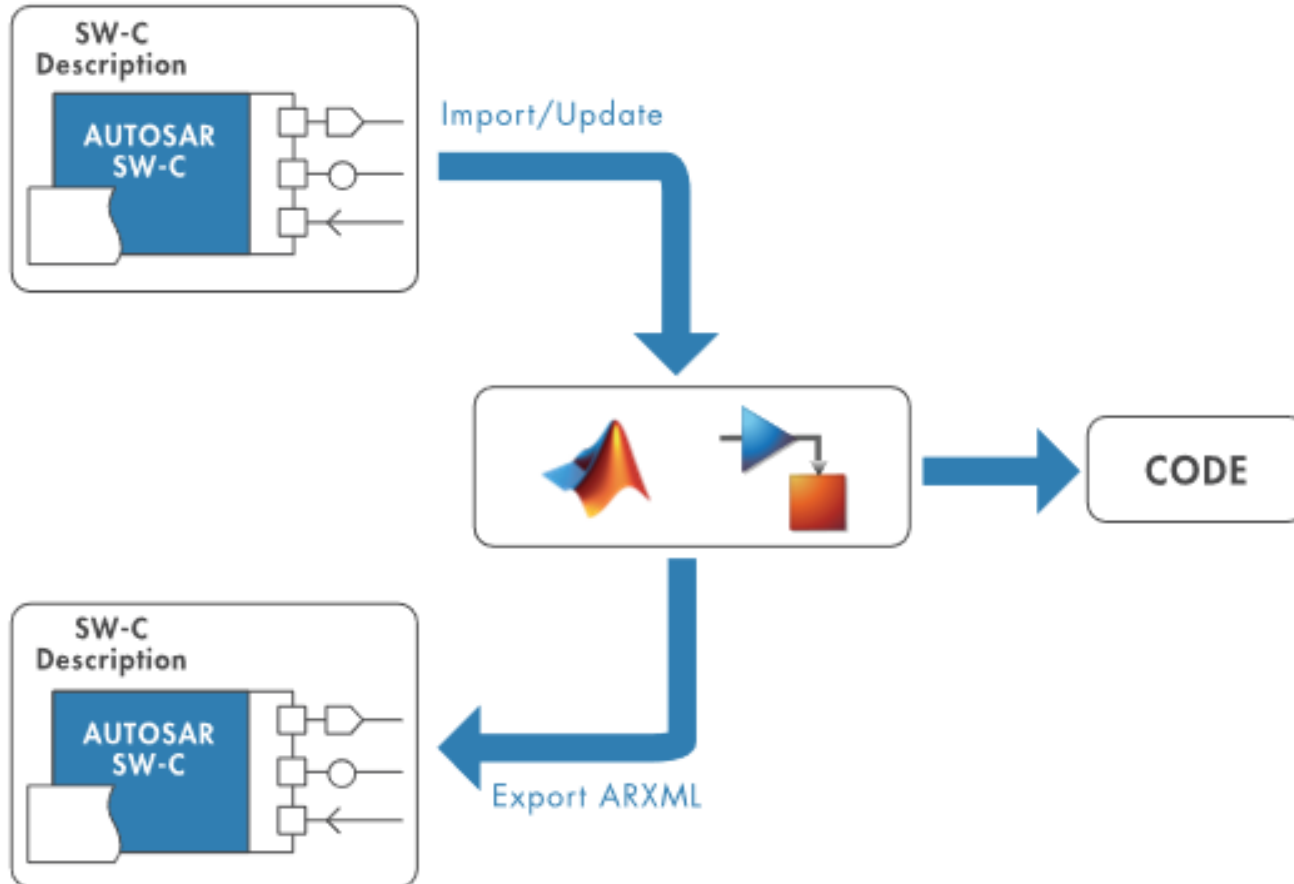 SW-C
Description
AUTOSAR
SW-C
Import/Update
CODE
SW-C
Description
AUTOSAR
SW-C
Export ARXML